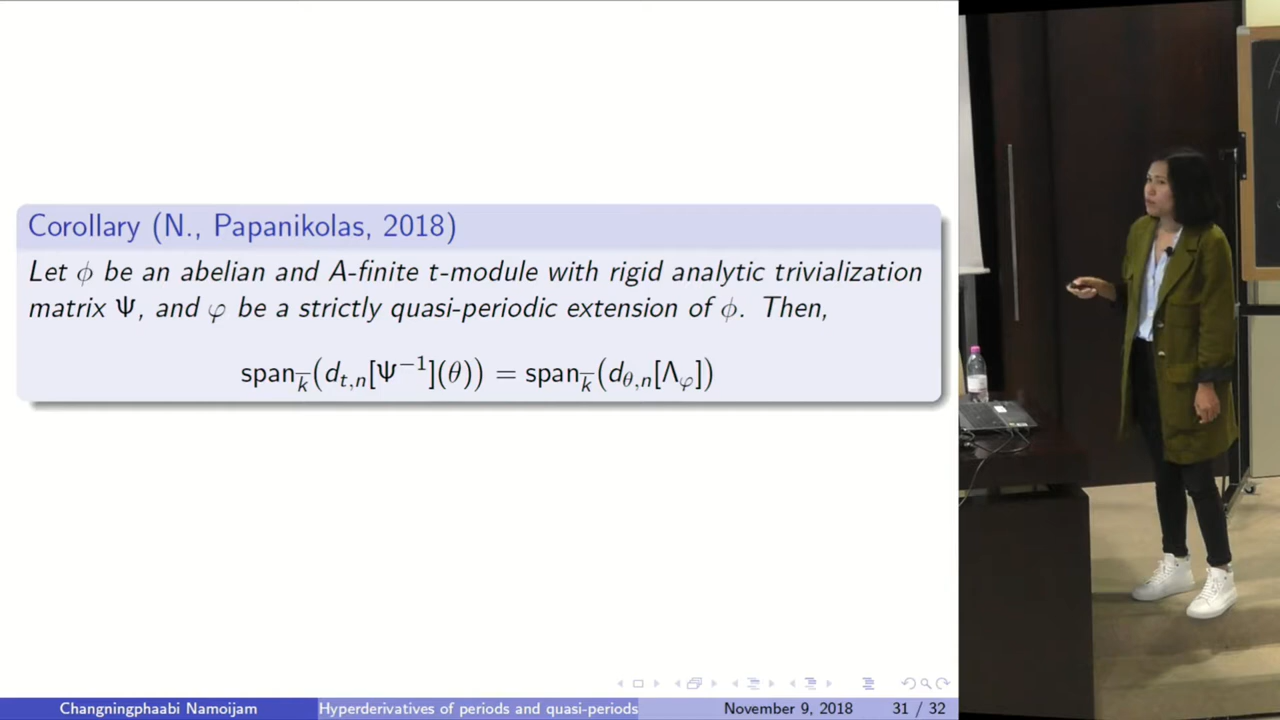 Corollary (N., Papanikolas, 2018)
Let ϕ be an abelian and A-finite t-module with rigid analytic trivialization
matrix Ψ, and φ be a strictly quasi-periodic extension of ϕ. Then,
span_k̅(d_{t,n}[Ψ⁻¹](θ)) = span_k̅(d_{θ,n}[Λ_φ])
Changningphaabi Namoijam Hyperderivatives of periods and quasi-periods November 9, 2018 31 / 32